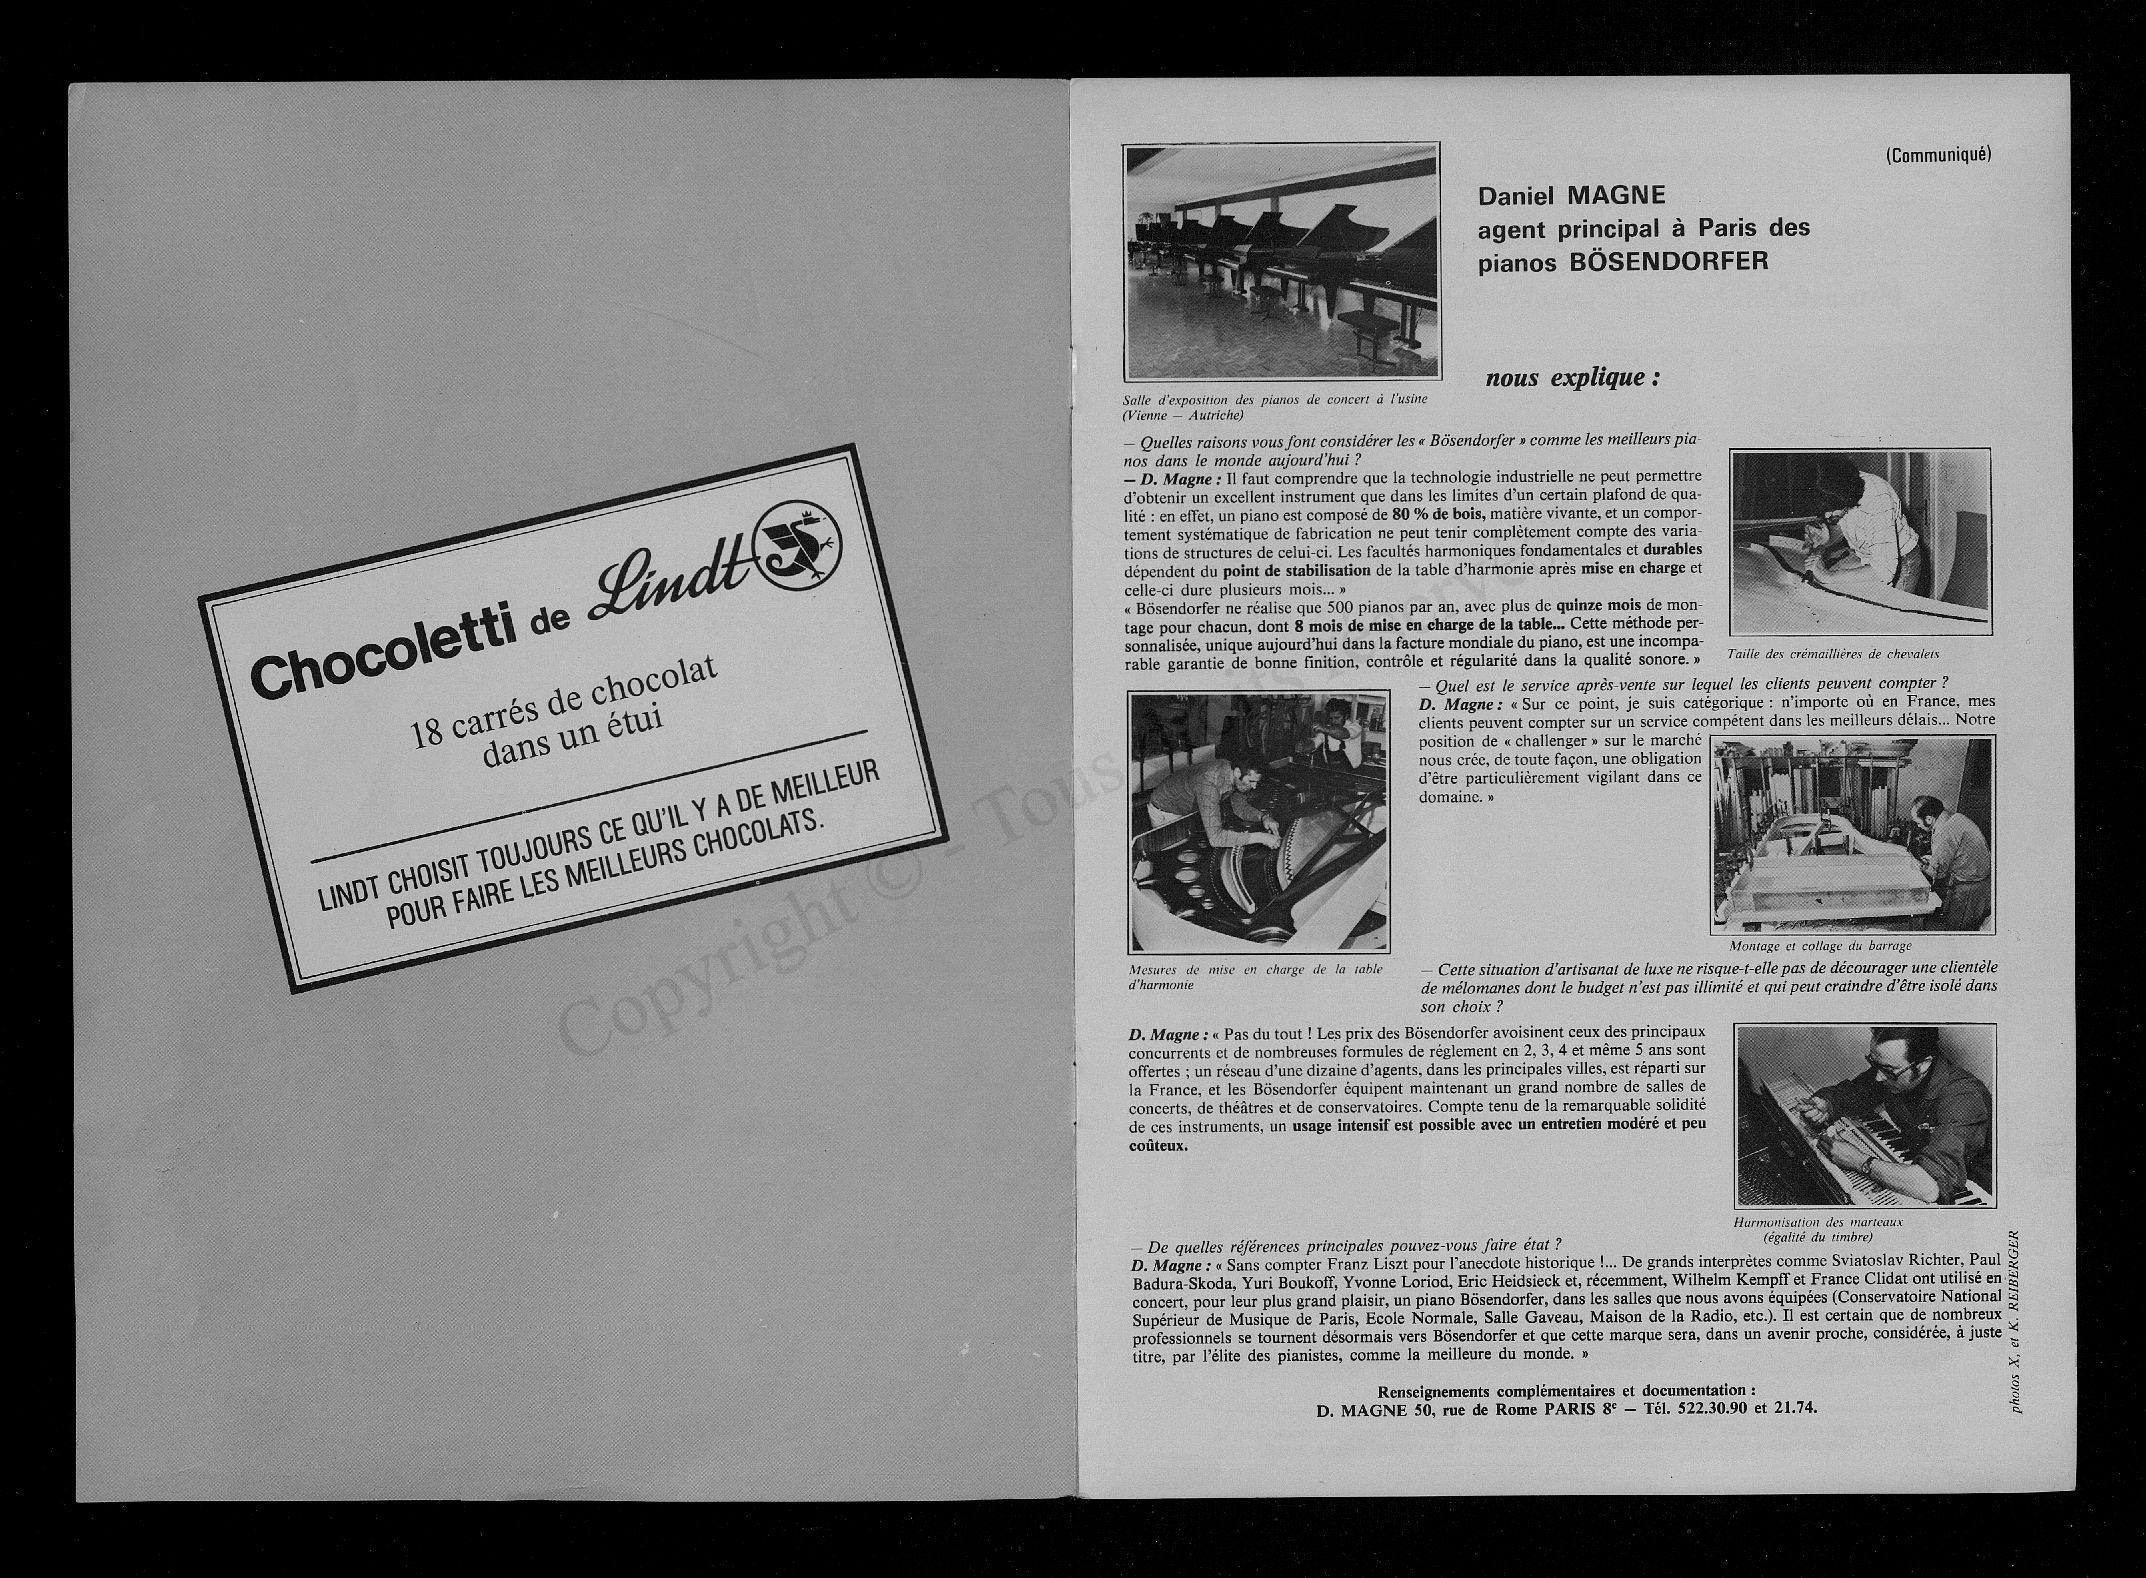 Chocoletti de Lindt
18 carrés de chocolat
dans un étui
LINDT CHOISIT TOUJOURS CE QU'IL Y A DE MEILLEUR
POUR FAIRE LES MEILLEURS CHOCOLATS.
Copyright © - Tous
(Communiqué)
Daniel MAGNE
agent principal à Paris des
pianos BÖSENDORFER
nous explique :
Salle d'exposition des pianos de concert à l'usine
(Vienne — Autriche)
— Quelles raisons vous font considérer les « Bösendorfer » comme les meilleurs pia-
nos dans le monde aujourd'hui ?
— D. Magne : Il faut comprendre que la technologie industrielle ne peut permettre
d'obtenir un excellent instrument que dans les limites d'un certain plafond de qua-
lité : en effet, un piano est composé de 80 % de bois, matière vivante, et un compor-
tement systématique de fabrication ne peut tenir complètement compte des varia-
tions de structures de celui-ci. Les facultés harmoniques fondamentales et durables
dépendent du point de stabilisation de la table d'harmonie après mise en charge et
celle-ci dure plusieurs mois... »
« Bösendorfer ne réalise que 500 pianos par an, avec plus de quinze mois de mon-
tage pour chacun, dont 8 mois de mise en charge de la table... Cette méthode per-
sonnalisée, unique aujourd'hui dans la facture mondiale du piano, est une incompa-
rable garantie de bonne finition, contrôle et régularité dans la qualité sonore. »
Taille des crémaillières de chevalets
— Quel est le service après-vente sur lequel les clients peuvent compter ?
D. Magne : « Sur ce point, je suis catégorique : n'importe où en France, mes
clients peuvent compter sur un service compétent dans les meilleurs délais... Notre
position de « challenger » sur le marché
nous crée, de toute façon, une obligation
d'être particulièrement vigilant dans ce
domaine. »
Montage et collage du barrage
Mesures de mise en charge de la table
d'harmonie
— Cette situation d'artisanat de luxe ne risque-t-elle pas de décourager une clientèle
de mélomanes dont le budget n'est pas illimité et qui peut craindre d'être isolé dans
son choix ?
D. Magne : « Pas du tout ! Les prix des Bösendorfer avoisinent ceux des principaux
concurrents et de nombreuses formules de réglement en 2, 3, 4 et même 5 ans sont
offertes ; un réseau d'une dizaine d'agents, dans les principales villes, est réparti sur
la France, et les Bösendorfer équipent maintenant un grand nombre de salles de
concerts, de théâtres et de conservatoires. Compte tenu de la remarquable solidité
de ces instruments, un usage intensif est possible avec un entretien modéré et peu
coûteux.
Harmonisation des marteaux
(égalité du timbre)
— De quelles références principales pouvez-vous faire état ?
D. Magne : « Sans compter Franz Liszt pour l'anecdote historique !... De grands interprètes comme Sviatoslav Richter, Paul
Badura-Skoda, Yuri Boukoff, Yvonne Loriod, Eric Heidsieck et, récemment, Wilhelm Kempff et France Clidat ont utilisé en
concert, pour leur plus grand plaisir, un piano Bösendorfer, dans les salles que nous avons équipées (Conservatoire National
Supérieur de Musique de Paris, Ecole Normale, Salle Gaveau, Maison de la Radio, etc.). Il est certain que de nombreux
professionnels se tournent désormais vers Bösendorfer et que cette marque sera, dans un avenir proche, considérée, à juste
titre, par l'élite des pianistes, comme la meilleure du monde. »
photos X, et K. REIBERGER
Renseignements complémentaires et documentation :
D. MAGNE 50, rue de Rome PARIS 8e — Tél. 522.30.90 et 21.74.